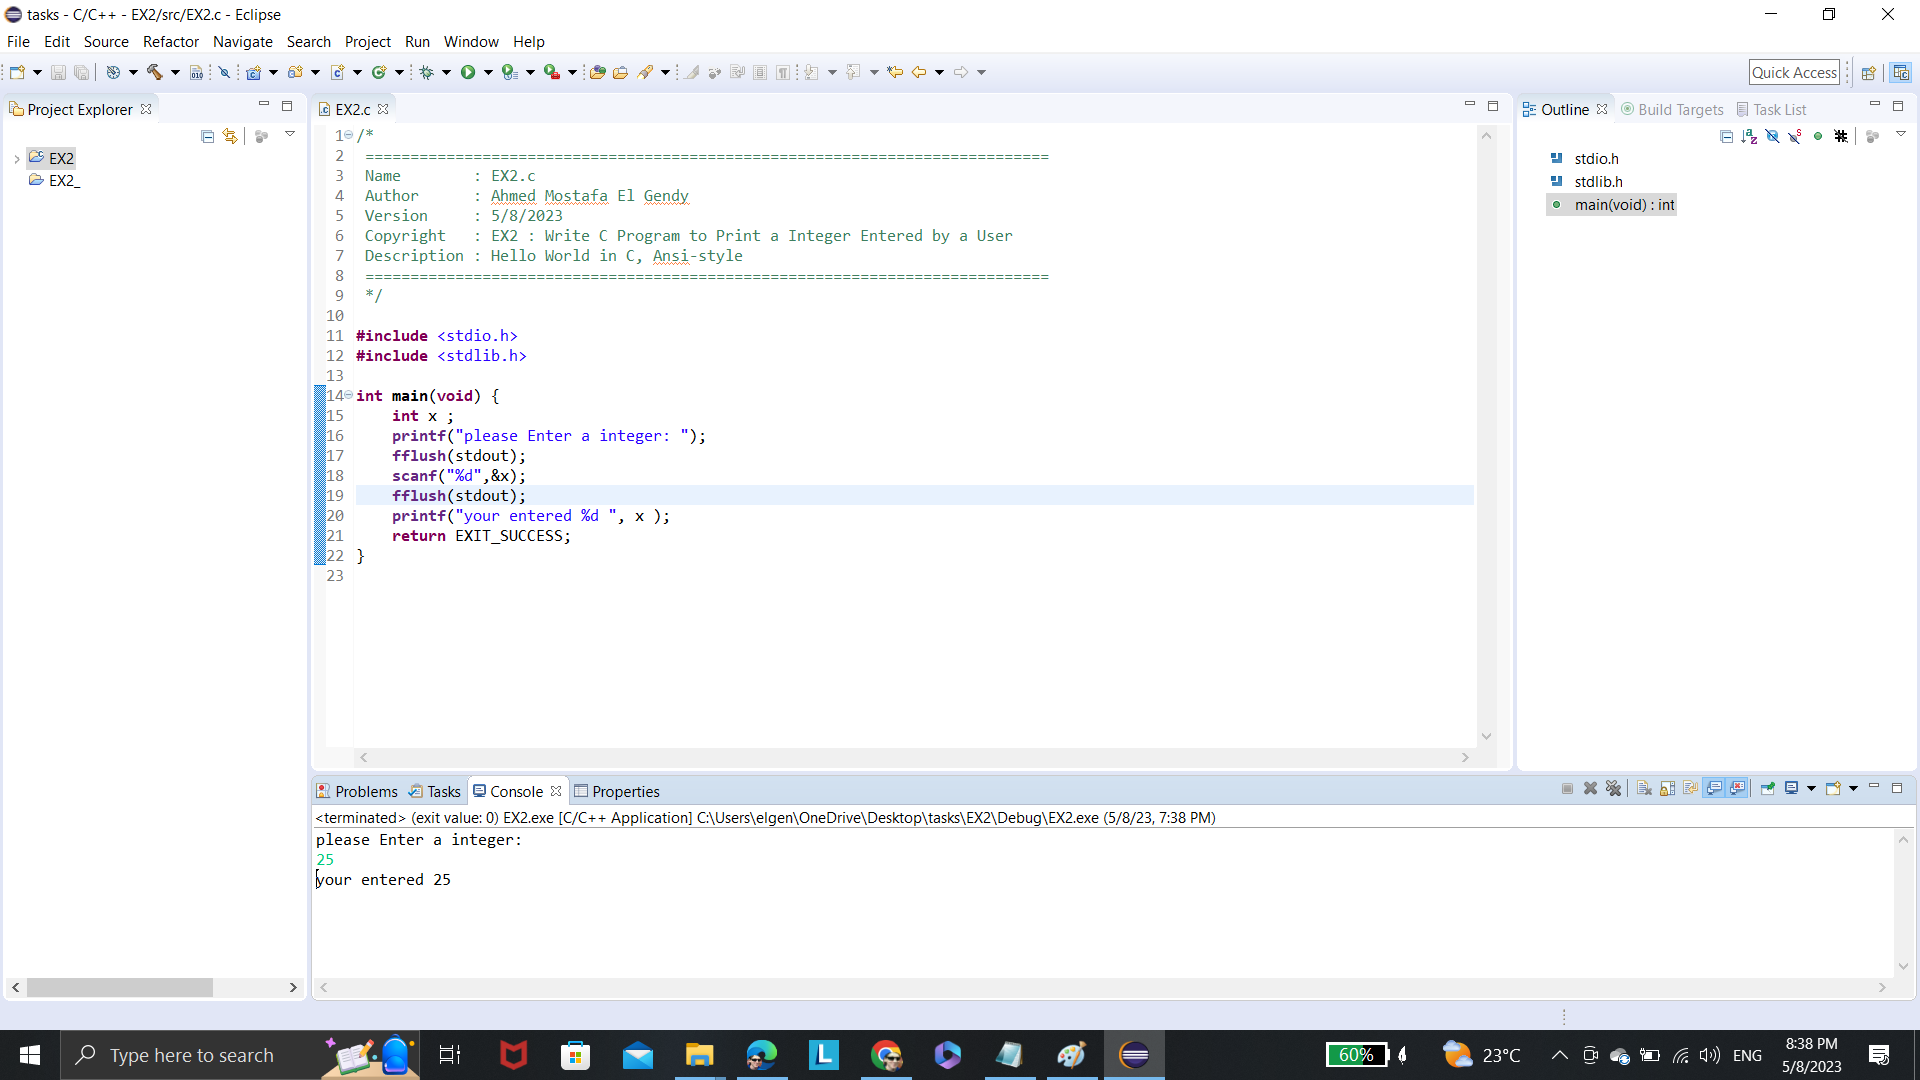 tasks - C/C++ - EX2/src/EX2.c - Eclipse
File Edit Source Refactor Navigate Search Project Run Window Help
Quick Access
Project Explorer
EX2
EX2_
EX2.c
1 /*
2 ============================================================================
3 Name        : EX2.c
4 Author      : Ahmed Mostafa El Gendy
5 Version     : 5/8/2023
6 Copyright   : EX2 : Write C Program to Print a Integer Entered by a User
7 Description : Hello World in C, Ansi-style
8 ============================================================================
9 */
10
11 #include <stdio.h>
12 #include <stdlib.h>
13
14 int main(void) {
15     int x ;
16     printf("please Enter a integer: ");
17     fflush(stdout);
18     scanf("%d",&x);
19     fflush(stdout);
20     printf("your entered %d ", x );
21     return EXIT_SUCCESS;
22 }
23
Outline Build Targets Task List
stdio.h
stdlib.h
main(void) : int
Problems Tasks Console Properties
<terminated> (exit value: 0) EX2.exe [C/C++ Application] C:\Users\elgen\OneDrive\Desktop\tasks\EX2\Debug\EX2.exe (5/8/23, 7:38 PM)
please Enter a integer:
25
your entered 25
Type here to search
60%
23°C
ENG
8:38 PM
5/8/2023